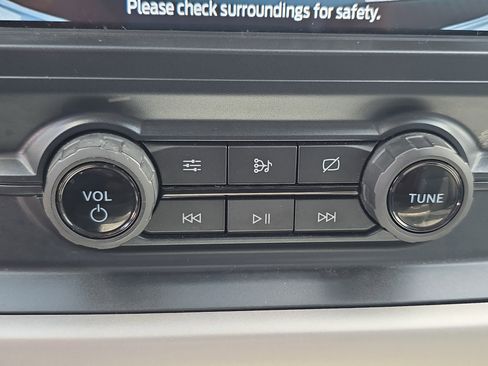 Please check surroundings for safety.
VOL
TUNE